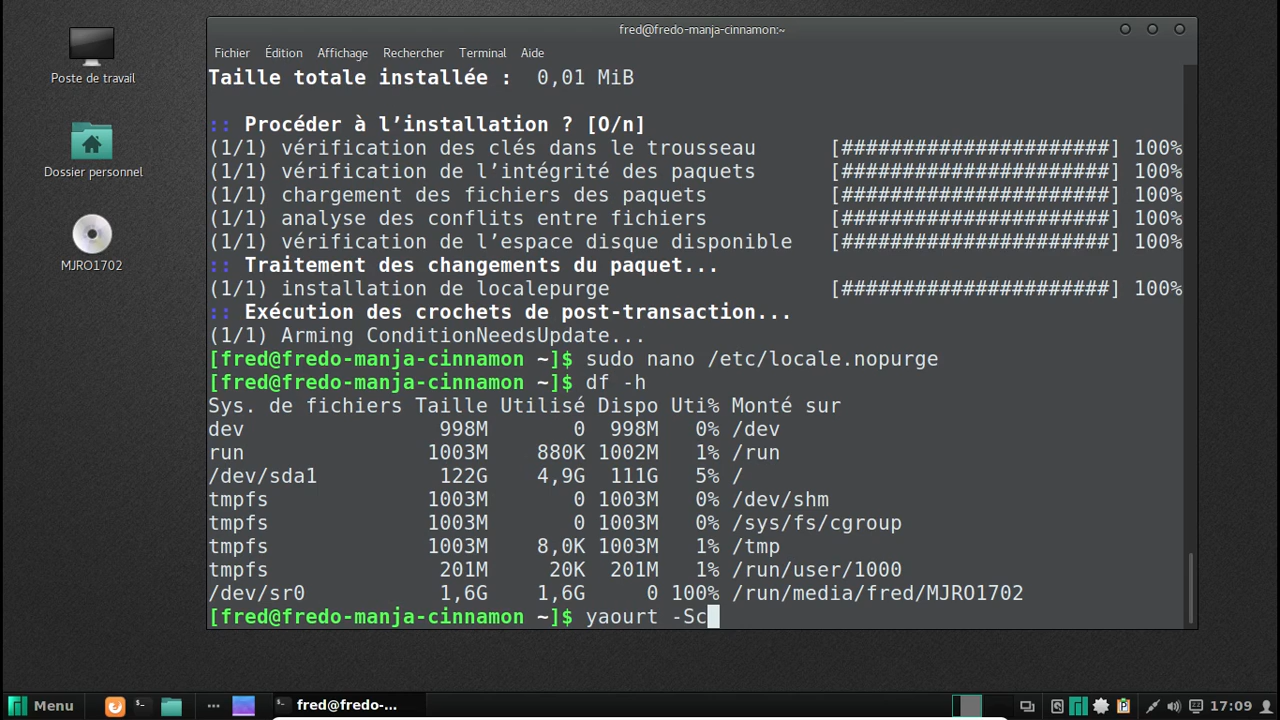 Poste de travail
Dossier personnel
MJRO1702
fred@fredo-manja-cinnamon:~
Fichier Édition Affichage Rechercher Terminal Aide
Taille totale installée :  0,01 MiB
:: Procéder à l’installation ? [O/n]
(1/1) vérification des clés dans le trousseau [######################] 100%
(1/1) vérification de l’intégrité des paquets [######################] 100%
(1/1) chargement des fichiers des paquets [######################] 100%
(1/1) analyse des conflits entre fichiers [######################] 100%
(1/1) vérification de l’espace disque disponible [######################] 100%
:: Traitement des changements du paquet...
(1/1) installation de localepurge [######################] 100%
:: Exécution des crochets de post-transaction...
(1/1) Arming ConditionNeedsUpdate...
[fred@fredo-manja-cinnamon ~]$ sudo nano /etc/locale.nopurge
[fred@fredo-manja-cinnamon ~]$ df -h
Sys. de fichiers Taille Utilisé Dispo Uti% Monté sur
dev 998M 0 998M 0% /dev
run 1003M 880K 1002M 1% /run
/dev/sda1 122G 4,9G 111G 5% /
tmpfs 1003M 0 1003M 0% /dev/shm
tmpfs 1003M 0 1003M 0% /sys/fs/cgroup
tmpfs 1003M 8,0K 1003M 1% /tmp
tmpfs 201M 20K 201M 1% /run/user/1000
/dev/sr0 1,6G 1,6G 0 100% /run/media/fred/MJRO1702
[fred@fredo-manja-cinnamon ~]$ yaourt -Sc
Menu
fred@fredo-...
17:09